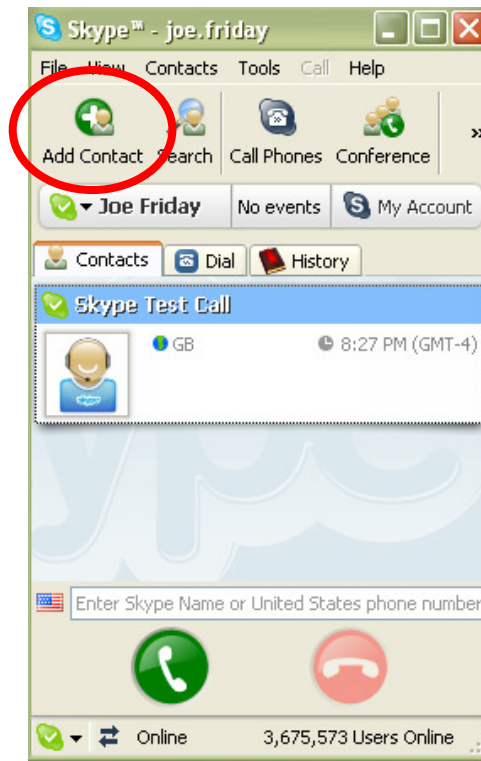 Skype™ - joe.friday
File View Contacts Tools Call Help
Add Contact Search Call Phones Conference »
Joe Friday No events My Account
Contacts Dial History
Skype Test Call
GB 8:27 PM (GMT-4)
skype
Enter Skype Name or United States phone number
Online 3,675,573 Users Online